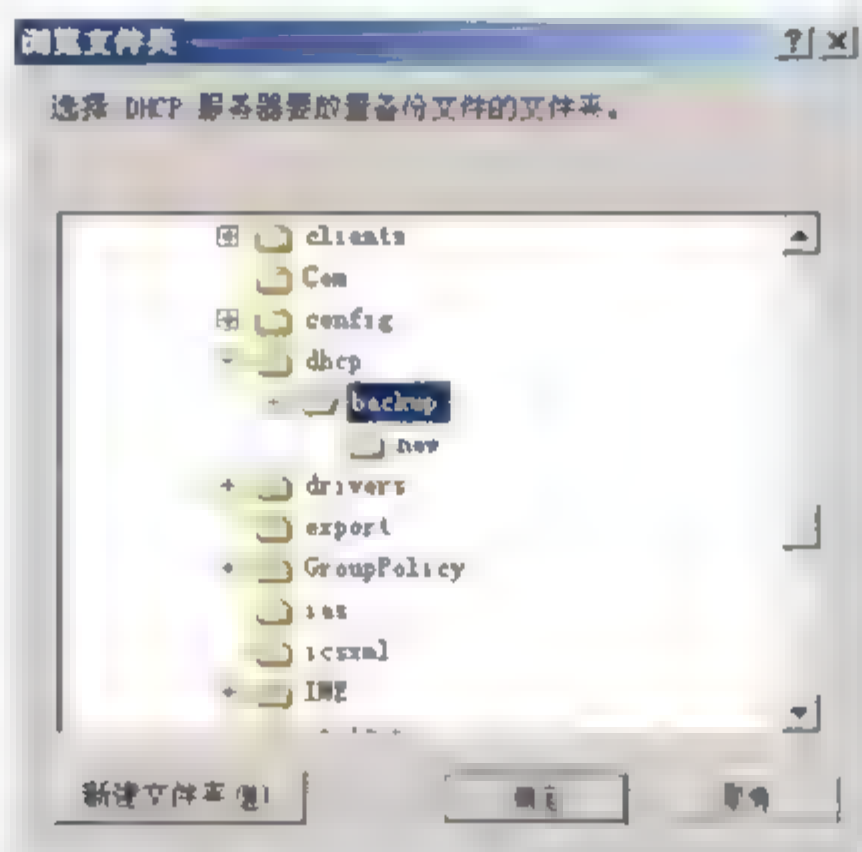 浏览文件夹
选择 DHCP 服务器要放置备份文件的文件夹。
clients
Com
config
dhcp
backup
new
drivers
export
GroupPolicy
ias
icsxml
IME
新建文件夹(M)
确定
取消